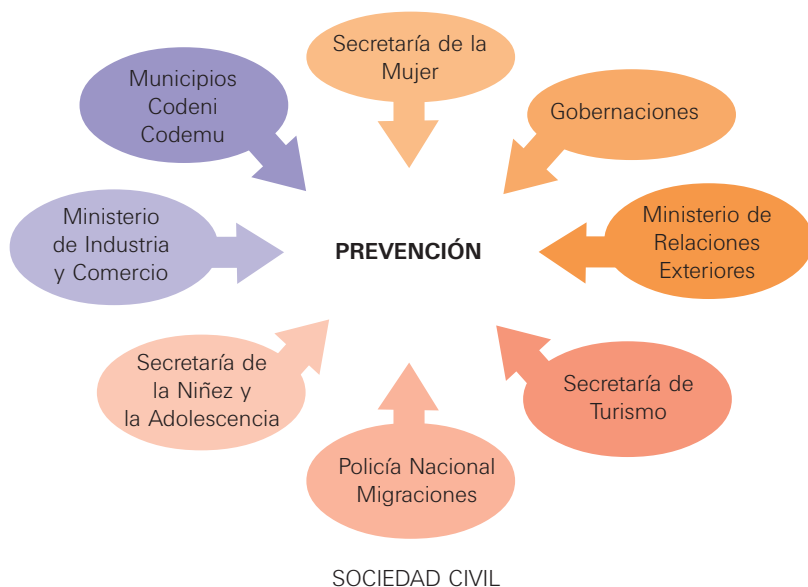 Secretaría de la
Mujer
Municipios
Codeni
Codemu
Gobernaciones
Ministerio
de Industria
y Comercio
PREVENCIÓN
Ministerio de
Relaciones
Exteriores
Secretaría de
la Niñez y
la Adolescencia
Secretaría de
Turismo
Policía Nacional
Migraciones
SOCIEDAD CIVIL